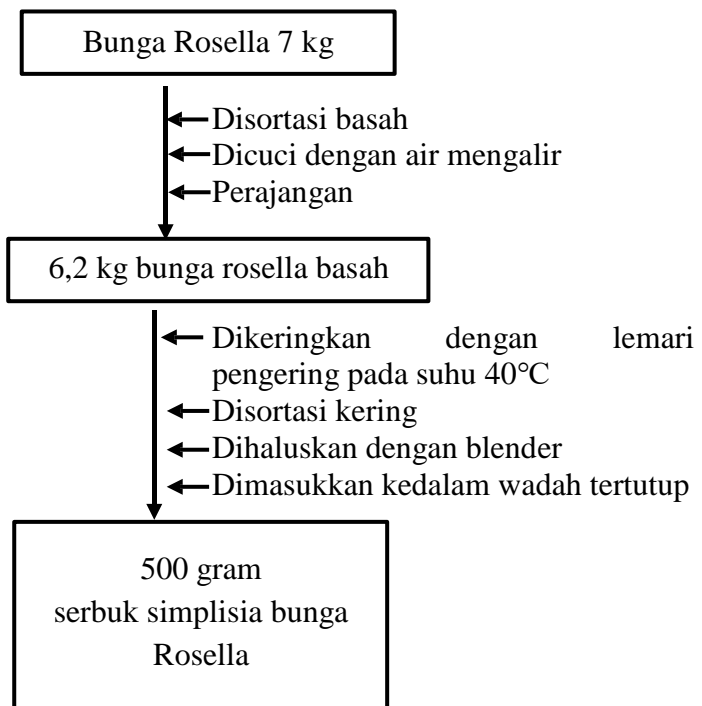 Bunga Rosella 7 kg
Disortasi basah
Dicuci dengan air mengalir
Perajangan
6,2 kg bunga rosella basah
Dikeringkan dengan lemari
pengering pada suhu 40°C
Disortasi kering
Dihaluskan dengan blender
Dimasukkan kedalam wadah tertutup
500 gram
serbuk simplisia bunga
Rosella